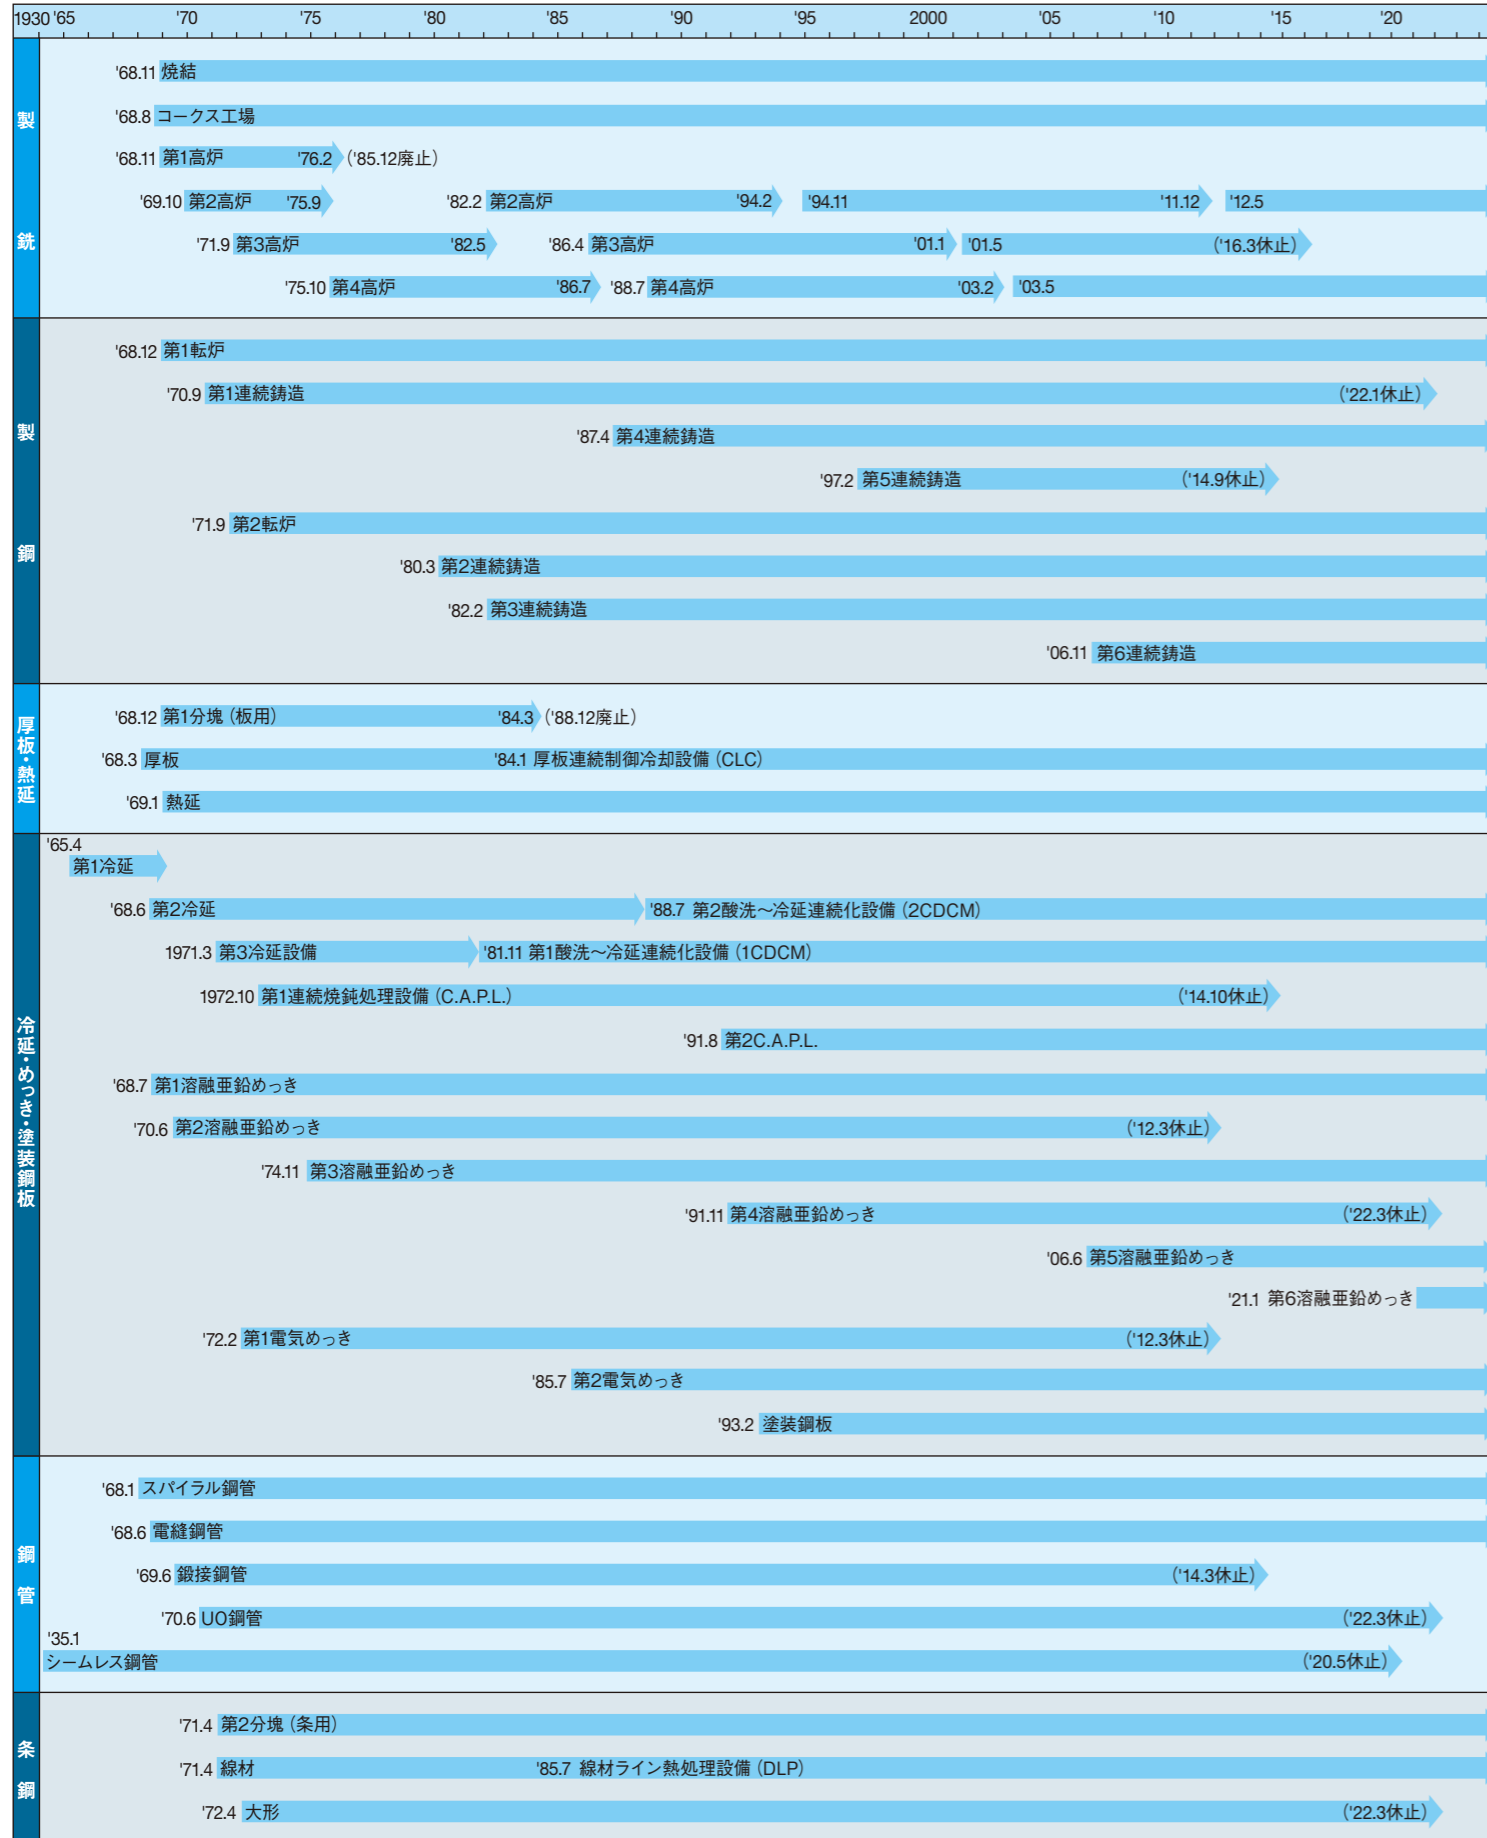 1930 '65 '70 '75 '80 '85 '90 '95 2000 '05 '10 '15 '20
製銑
'68.11 焼結
'68.8 コークス工場
'68.11 第1高炉 '76.2 ('85.12廃止)
'69.10 第2高炉 '75.9 '82.2 第2高炉 '94.2 '94.11 '11.12 '12.5
'71.9 第3高炉 '82.5 '86.4 第3高炉 '01.1 '01.5 ('16.3休止)
'75.10 第4高炉 '86.7 '88.7 第4高炉 '03.2 '03.5
製鋼
'68.12 第1転炉
'70.9 第1連続鋳造 ('22.1休止)
'87.4 第4連続鋳造
'97.2 第5連続鋳造 ('14.9休止)
'71.9 第2転炉
'80.3 第2連続鋳造
'82.2 第3連続鋳造
'06.11 第6連続鋳造
厚板・熱延
'68.12 第1分塊（板用） '84.3 ('88.12廃止)
'68.3 厚板 '84.1 厚板連続制御冷却設備（CLC）
'69.1 熱延
冷延・めっき・塗装鋼板
'65.4
第1冷延
'68.6 第2冷延 '88.7 第2酸洗〜冷延連続化設備（2CDCM）
1971.3 第3冷延設備 '81.11 第1酸洗〜冷延連続化設備（1CDCM）
1972.10 第1連続焼鈍処理設備（C.A.P.L.） ('14.10休止)
'91.8 第2C.A.P.L.
'68.7 第1溶融亜鉛めっき
'70.6 第2溶融亜鉛めっき ('12.3休止)
'74.11 第3溶融亜鉛めっき
'91.11 第4溶融亜鉛めっき ('22.3休止)
'06.6 第5溶融亜鉛めっき
'21.1 第6溶融亜鉛めっき
'72.2 第1電気めっき ('12.3休止)
'85.7 第2電気めっき
'93.2 塗装鋼板
鋼管
'68.1 スパイラル鋼管
'68.6 電縫鋼管
'69.6 鍛接鋼管 ('14.3休止)
'70.6 UO鋼管 ('22.3休止)
'35.1
シームレス鋼管 ('20.5休止)
条鋼
'71.4 第2分塊（条用）
'71.4 線材 '85.7 線材ライン熱処理設備（DLP）
'72.4 大形 ('22.3休止)